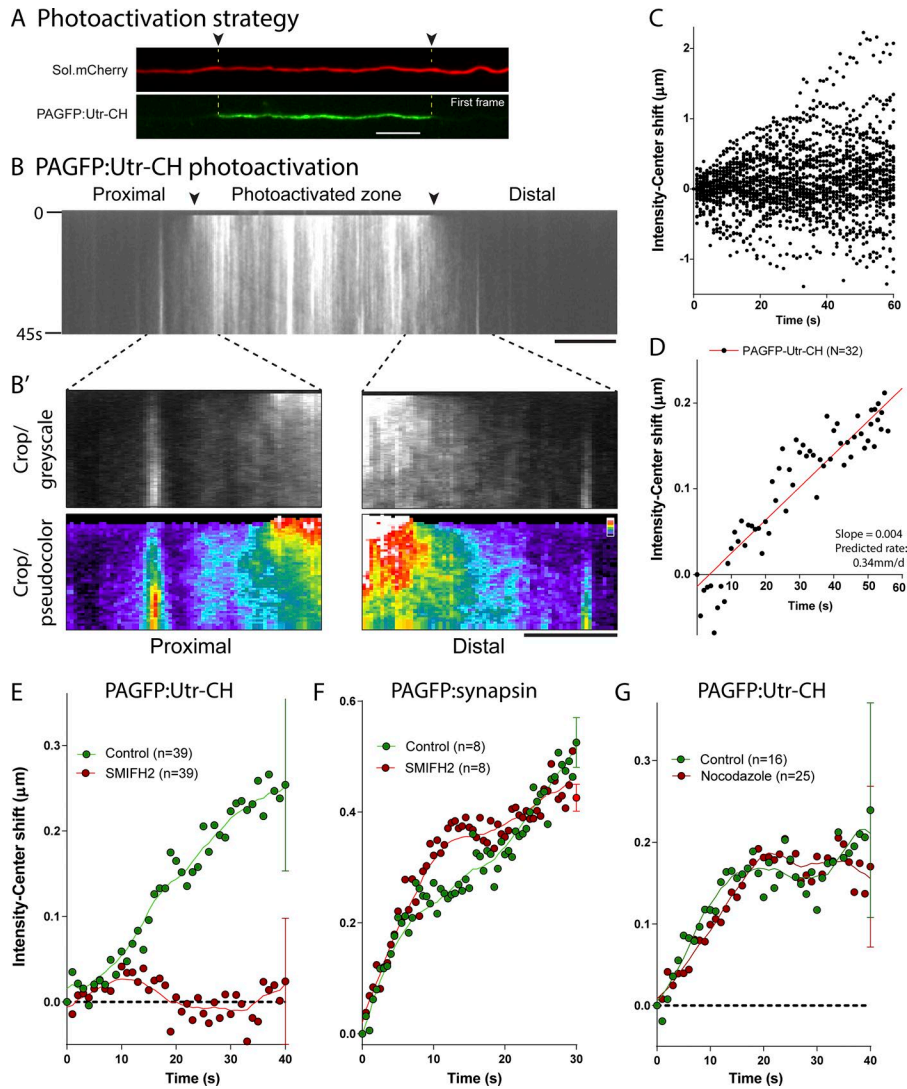 A Photoactivation strategy
Sol.mCherry
PAGFP:Utr-CH
First frame
B PAGFP:Utr-CH photoactivation
Proximal Photoactivated zone Distal
0
45s
B'
Crop/
greyscale
Crop/
pseudocolor
Proximal Distal
C
Intensity-Center shift (μm)
2
1
0
-1
0 20 40 60
Time (s)
D
PAGFP-Utr-CH (N=32)
Intensity-Center shift (μm)
0.2
0.1
0.0
10 20 30 40 50 60
Time (s)
Slope = 0.004
Predicted rate:
0.34mm/d
E PAGFP:Utr-CH
Control (n=39)
SMIFH2 (n=39)
Intensity-Center shift (μm)
0.3
0.2
0.1
0.0
0 10 20 30 40
Time (s)
F PAGFP:synapsin
Control (n=8)
SMIFH2 (n=8)
0.6
0.4
0.2
0.0
0 10 20 30
Time (s)
G PAGFP:Utr-CH
Control (n=16)
Nocodazole (n=25)
0.3
0.2
0.1
0.0
0 10 20 30 40
Time (s)